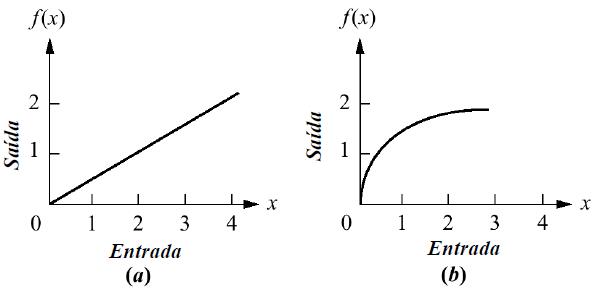 f(x)
Saída
2
1
0
1 2 3 4
x
Entrada
(a)
f(x)
Saída
2
1
0
1 2 3 4
x
Entrada
(b)